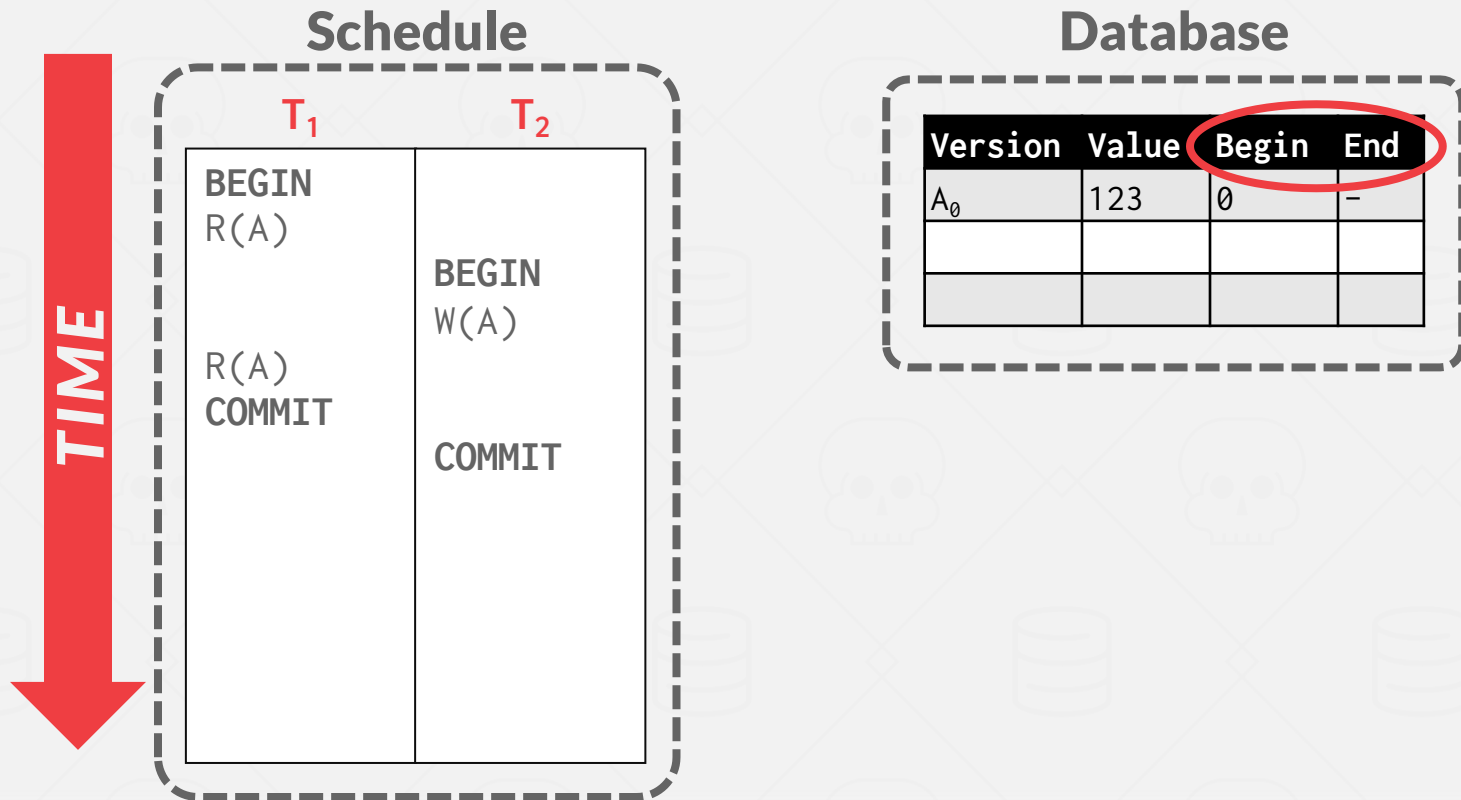 Schedule
Database
TIME
T₁ T₂
BEGIN
R(A)
BEGIN
W(A)
R(A)
COMMIT
COMMIT
Version Value Begin End
A₀ 123 0 –